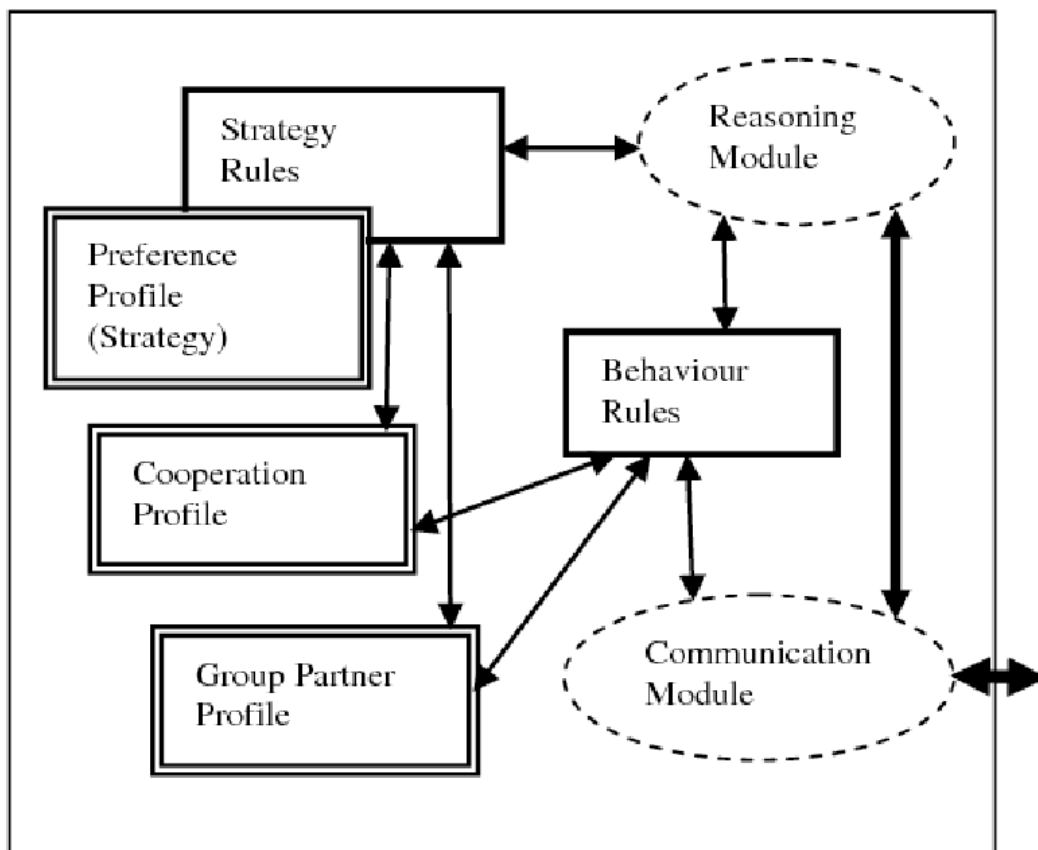 Strategy
Rules
Reasoning
Module
Preference
Profile
(Strategy)
Behaviour
Rules
Cooperation
Profile
Group Partner
Profile
Communication
Module